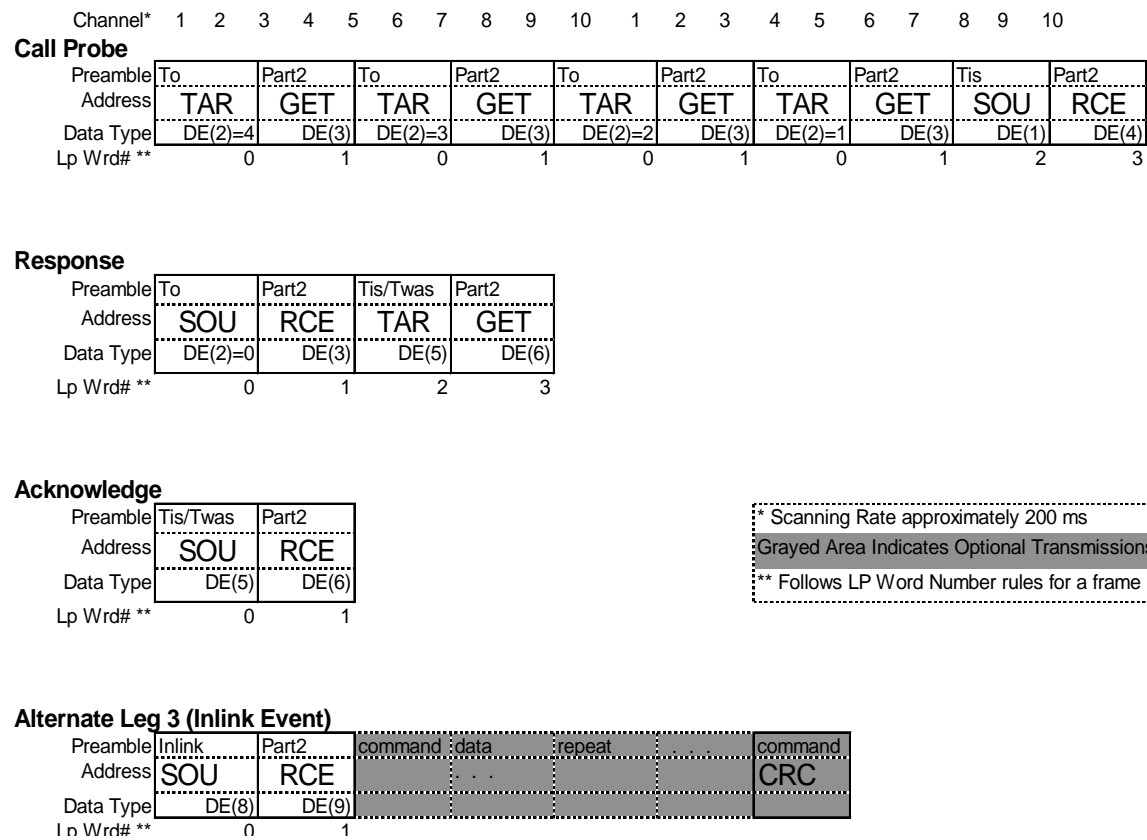 Channel* 1 2 3 4 5 6 7 8 9 10 1 2 3 4 5 6 7 8 9 10
Call Probe
Preamble To Part2 To Part2 To Part2 To Part2 Tis Part2
Address TAR GET TAR GET TAR GET TAR GET SOU RCE
Data Type DE(2)=4 DE(3) DE(2)=3 DE(3) DE(2)=2 DE(3) DE(2)=1 DE(3) DE(1) DE(4)
Lp Wrd# ** 0 1 0 1 0 1 0 1 2 3
Response
Preamble To Part2 Tis/Twas Part2
Address SOU RCE TAR GET
Data Type DE(2)=0 DE(3) DE(5) DE(6)
Lp Wrd# ** 0 1 2 3
Acknowledge
Preamble Tis/Twas Part2
Address SOU RCE
Data Type DE(5) DE(6)
Lp Wrd# ** 0 1
* Scanning Rate approximately 200 ms
Grayed Area Indicates Optional Transmissions
** Follows LP Word Number rules for a frame
Alternate Leg 3 (Inlink Event)
Preamble Inlink Part2 command data repeat . . . command
Address SOU RCE . . . CRC
Data Type DE(8) DE(9)
Lp Wrd# ** 0 1